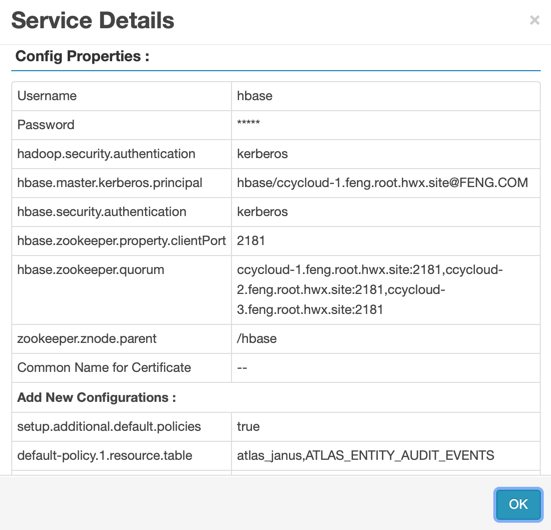 Service Details
×
Config Properties :
Username hbase
Password *****
hadoop.security.authentication kerberos
hbase.master.kerberos.principal hbase/ccycloud-1.feng.root.hwx.site@FENG.COM
hbase.security.authentication kerberos
hbase.zookeeper.property.clientPort 2181
hbase.zookeeper.quorum ccycloud-1.feng.root.hwx.site:2181,ccycloud-
2.feng.root.hwx.site:2181,ccycloud-
3.feng.root.hwx.site:2181
zookeeper.znode.parent /hbase
Common Name for Certificate --
Add New Configurations :
setup.additional.default.policies true
default-policy.1.resource.table atlas_janus,ATLAS_ENTITY_AUDIT_EVENTS
OK